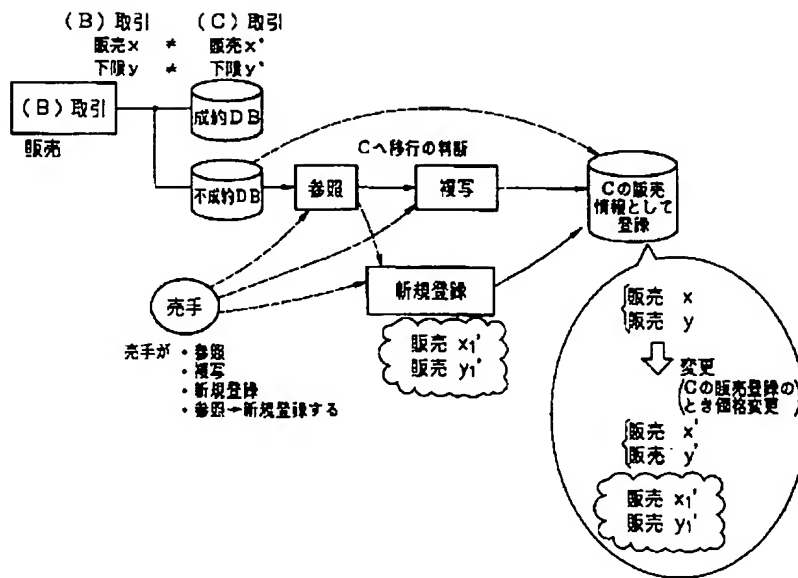 (B)取引 (C)取引
販売x ≠ 販売x'
下限y ≠ 下限y'
(B)取引
販売
成約DB
不成約DB
Cへ移行の判断
参照
複写
Cの販売
情報として
登録
売手
新規登録
販売 x1'
販売 y1'
売手が ・参照
・複写
・新規登録
・参照→新規登録する
販売 x
販売 y
変更
(Cの販売登録の
とき価格変更)
販売 x'
販売 y'
販売 x1'
販売 y1'